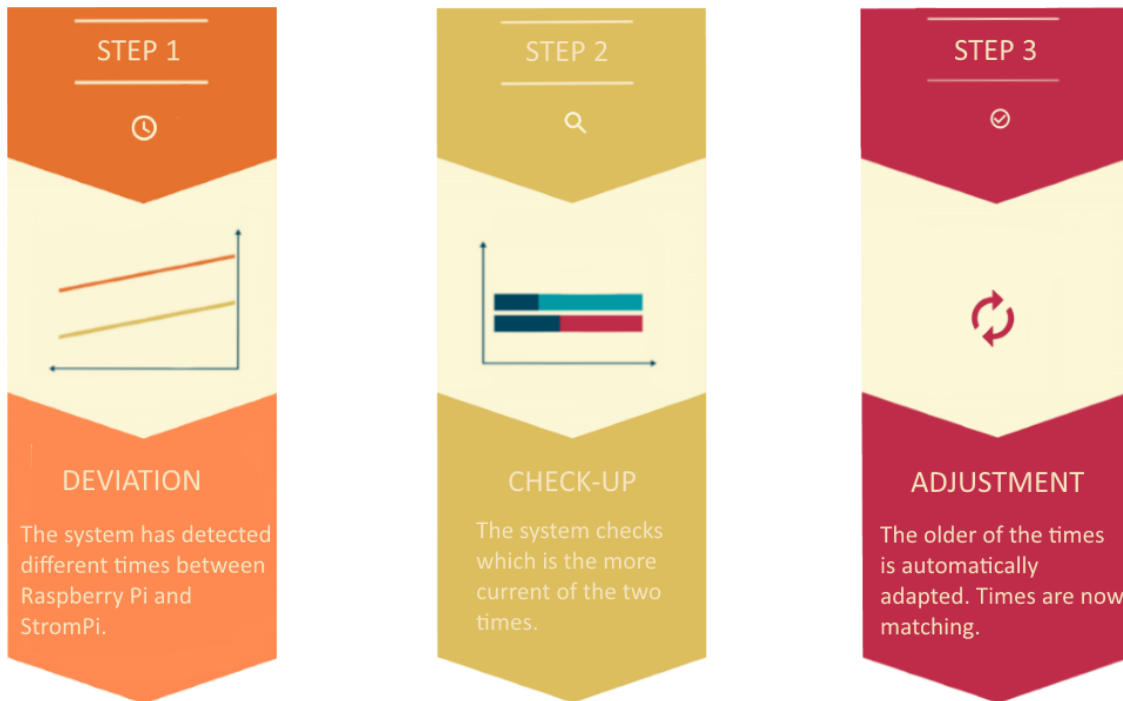 STEP 1
DEVIATION
The system has detected
different times between
Raspberry Pi and
StromPi.
STEP 2
CHECK-UP
The system checks
which is the more
current of the two
times.
STEP 3
ADJUSTMENT
The older of the times
is automatically
adapted. Times are now
matching.